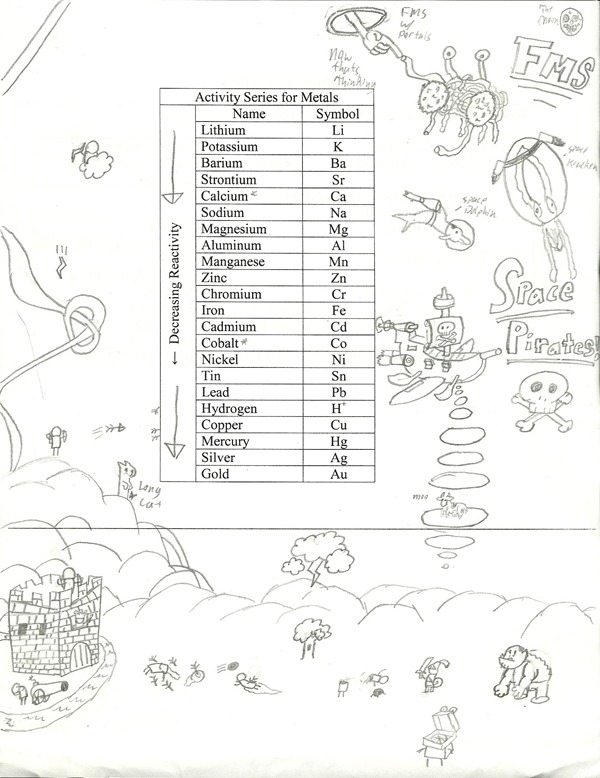 The Moon
FMS
w/
Portals
FMS
Now
thats
thinking
Activity Series for Metals
Name Symbol
Lithium Li
Potassium K
Barium Ba
Strontium Sr
Calcium * Ca
Sodium Na
Magnesium Mg
Aluminum Al
Manganese Mn
Zinc Zn
Chromium Cr
Iron Fe
Cadmium Cd
Cobalt * Co
Nickel Ni
Tin Sn
Lead Pb
Hydrogen H+
Copper Cu
Mercury Hg
Silver Ag
Gold Au
← Decreasing Reactivity
space
Kracken
space
Dolphin
Space
Pirates!
Long
Cat
moo